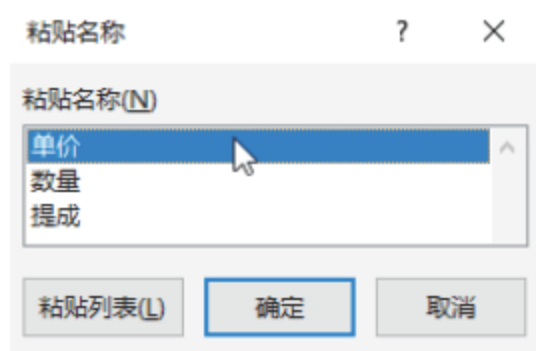 粘贴名称 ? ×
粘贴名称(N)
单价
数量
提成
粘贴列表(L) 确定 取消